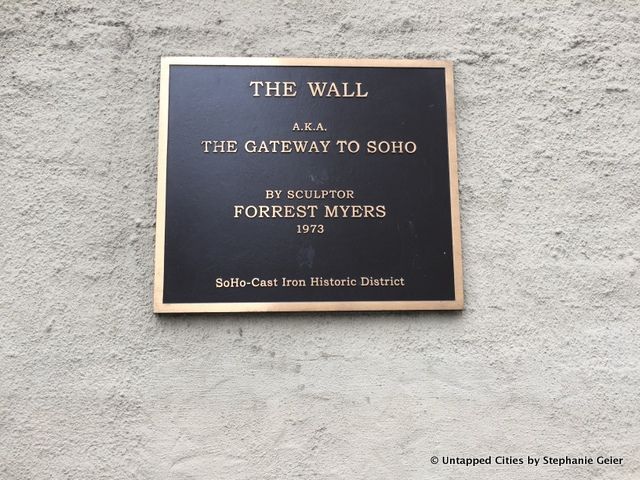 THE WALL
A.K.A.
THE GATEWAY TO SOHO
BY SCULPTOR
FORREST MYERS
1973
SoHo-Cast Iron Historic District
© Untapped Cities by Stephanie Geier